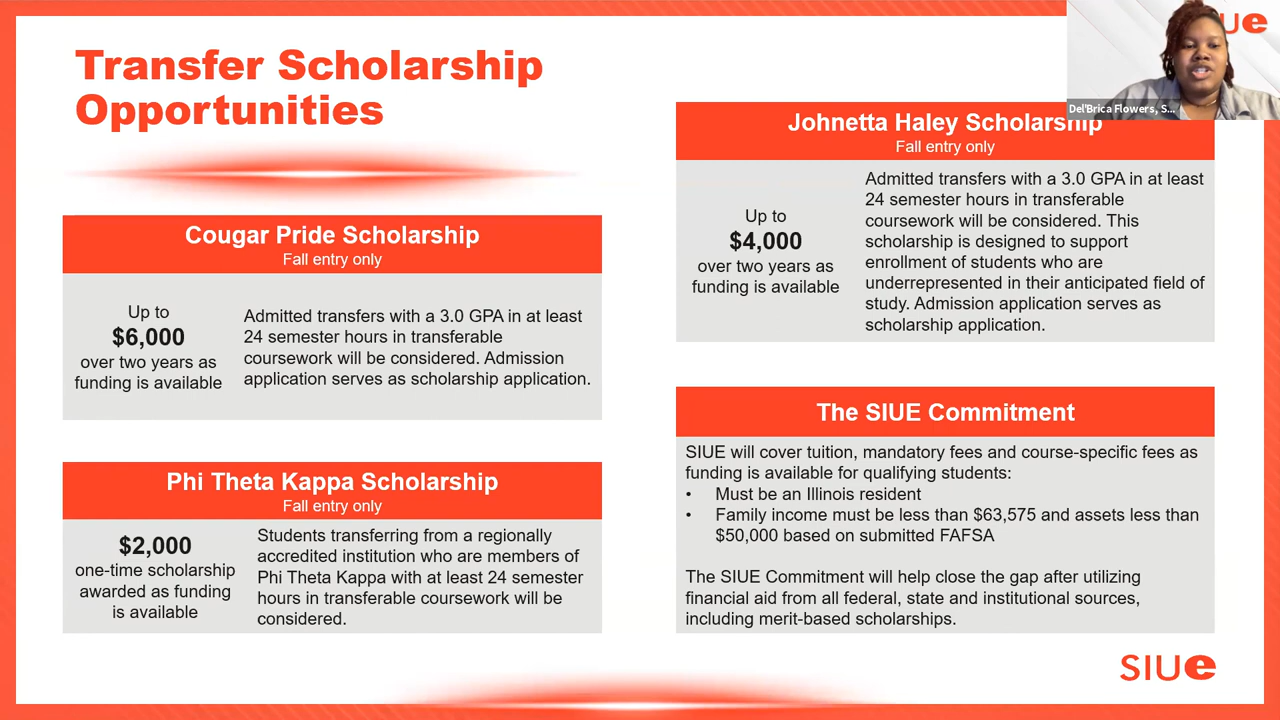 Transfer Scholarship
Opportunities
Cougar Pride Scholarship
Fall entry only
Up to
$6,000
over two years as
funding is available
Admitted transfers with a 3.0 GPA in at least
24 semester hours in transferable
coursework will be considered. Admission
application serves as scholarship application.
Phi Theta Kappa Scholarship
Fall entry only
$2,000
one-time scholarship
awarded as funding
is available
Students transferring from a regionally
accredited institution who are members of
Phi Theta Kappa with at least 24 semester
hours in transferable coursework will be
considered.
ue
Del'Brica Flowers, S...
Johnetta Haley Scholarship
Fall entry only
Up to
$4,000
over two years as
funding is available
Admitted transfers with a 3.0 GPA in at least
24 semester hours in transferable
coursework will be considered. This
scholarship is designed to support
enrollment of students who are
underrepresented in their anticipated field of
study. Admission application serves as
scholarship application.
The SIUE Commitment
SIUE will cover tuition, mandatory fees and course-specific fees as
funding is available for qualifying students:
• Must be an Illinois resident
• Family income must be less than $63,575 and assets less than
$50,000 based on submitted FAFSA
The SIUE Commitment will help close the gap after utilizing
financial aid from all federal, state and institutional sources,
including merit-based scholarships.
SIUe